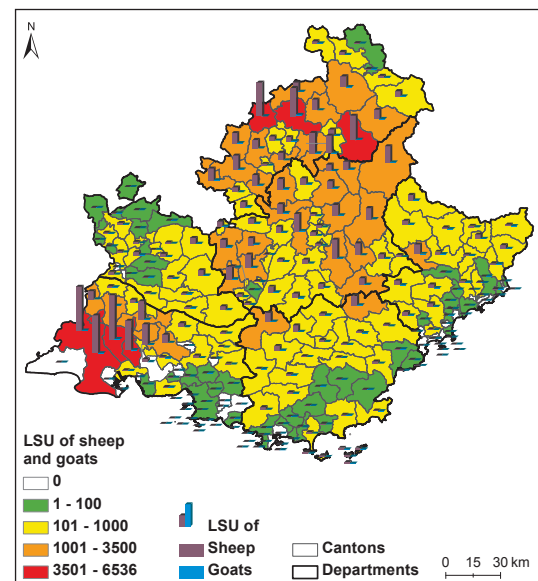 N
LSU of sheep
and goats
0
1 - 100
101 - 1000
1001 - 3500
3501 - 6536
LSU of
Sheep
Goats
Cantons
Departments
0 15 30 km